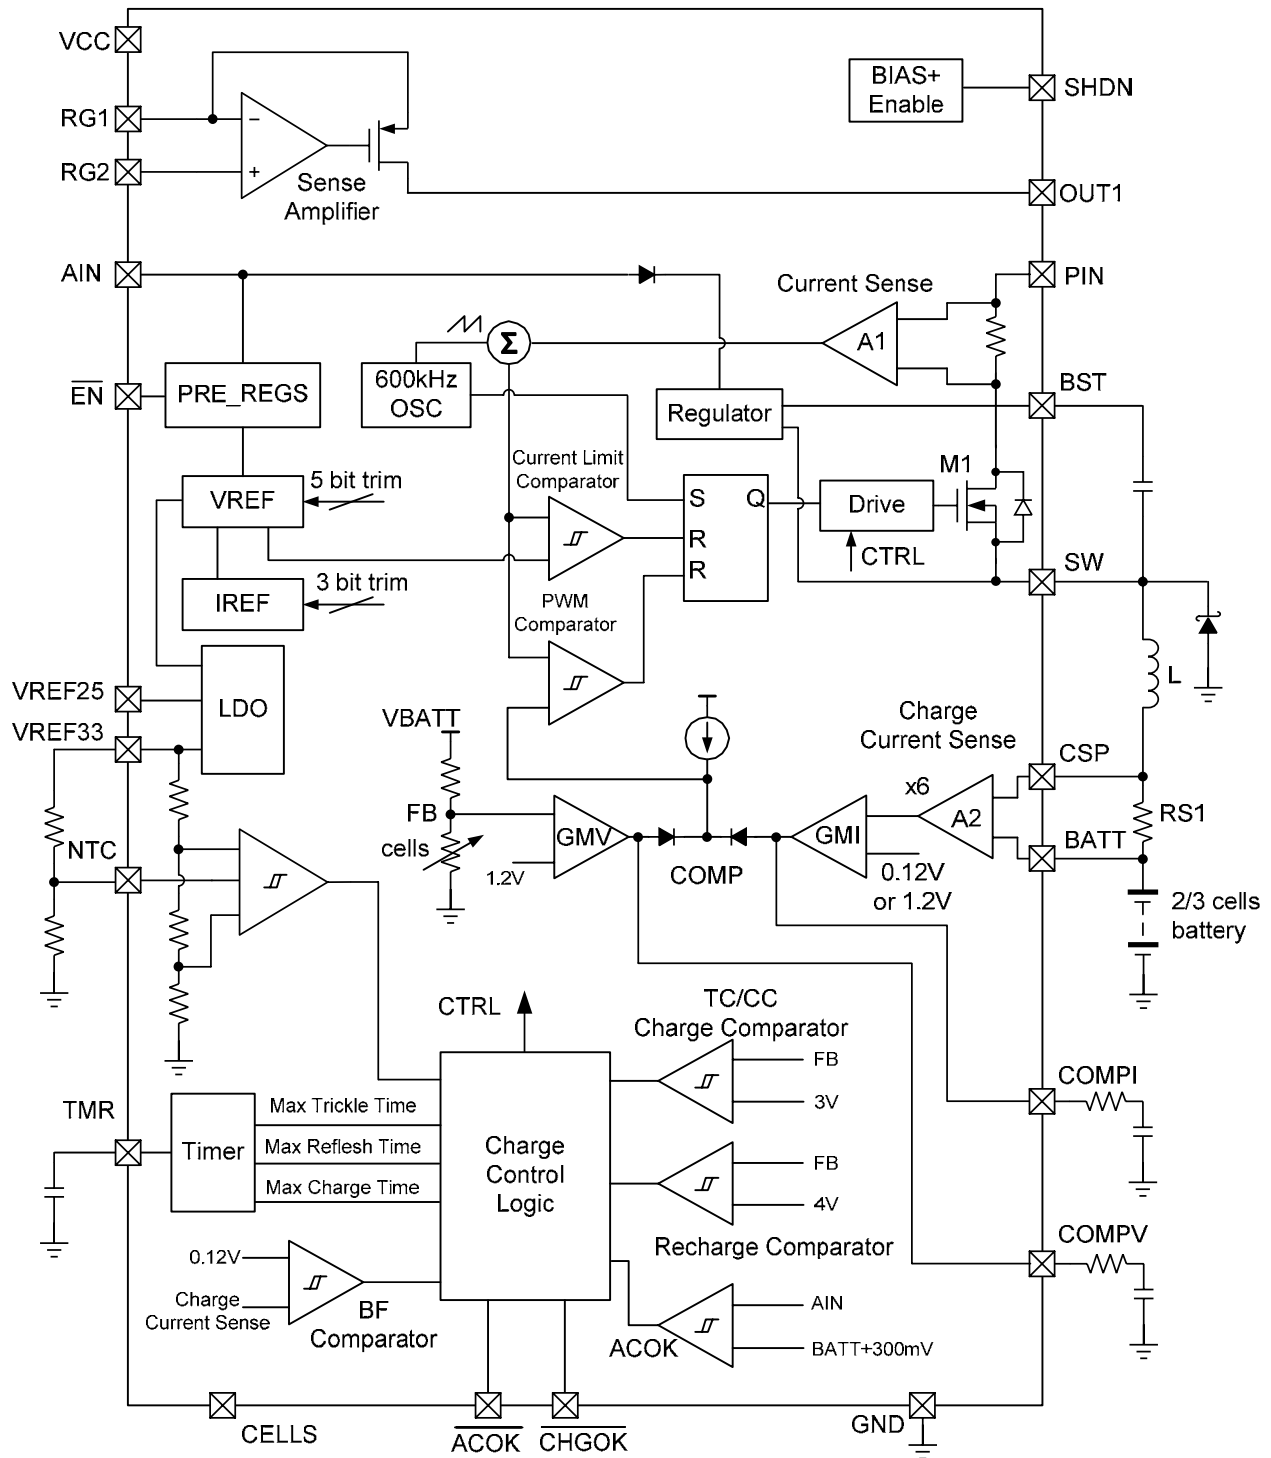 VCC
BIAS+
Enable
SHDN
RG1
−
RG2
+
Sense
Amplifier
OUT1
AIN
PIN
Current Sense
A1
Σ
600kHz
OSC
EN
PRE_REGS
Regulator
BST
Current Limit
Comparator
M1
5 bit trim
VREF
S
Q
R
R
Drive
CTRL
SW
3 bit trim
IREF
PWM
Comparator
VREF25
LDO
VREF33
L
VBATT
Charge
Current Sense
CSP
x6
A2
RS1
FB
GMV
GMI
BATT
NTC
cells
1.2V
COMP
0.12V
or 1.2V
2/3 cells
battery
CTRL
TC/CC
Charge Comparator
FB
3V
COMPI
TMR
Timer
Max Trickle Time
Max Reflesh Time
Max Charge Time
Charge
Control
Logic
FB
4V
Recharge Comparator
COMPV
0.12V
Charge
Current Sense
BF
Comparator
AIN
ACOK
BATT+300mV
CELLS
ACOK
CHGOK
GND